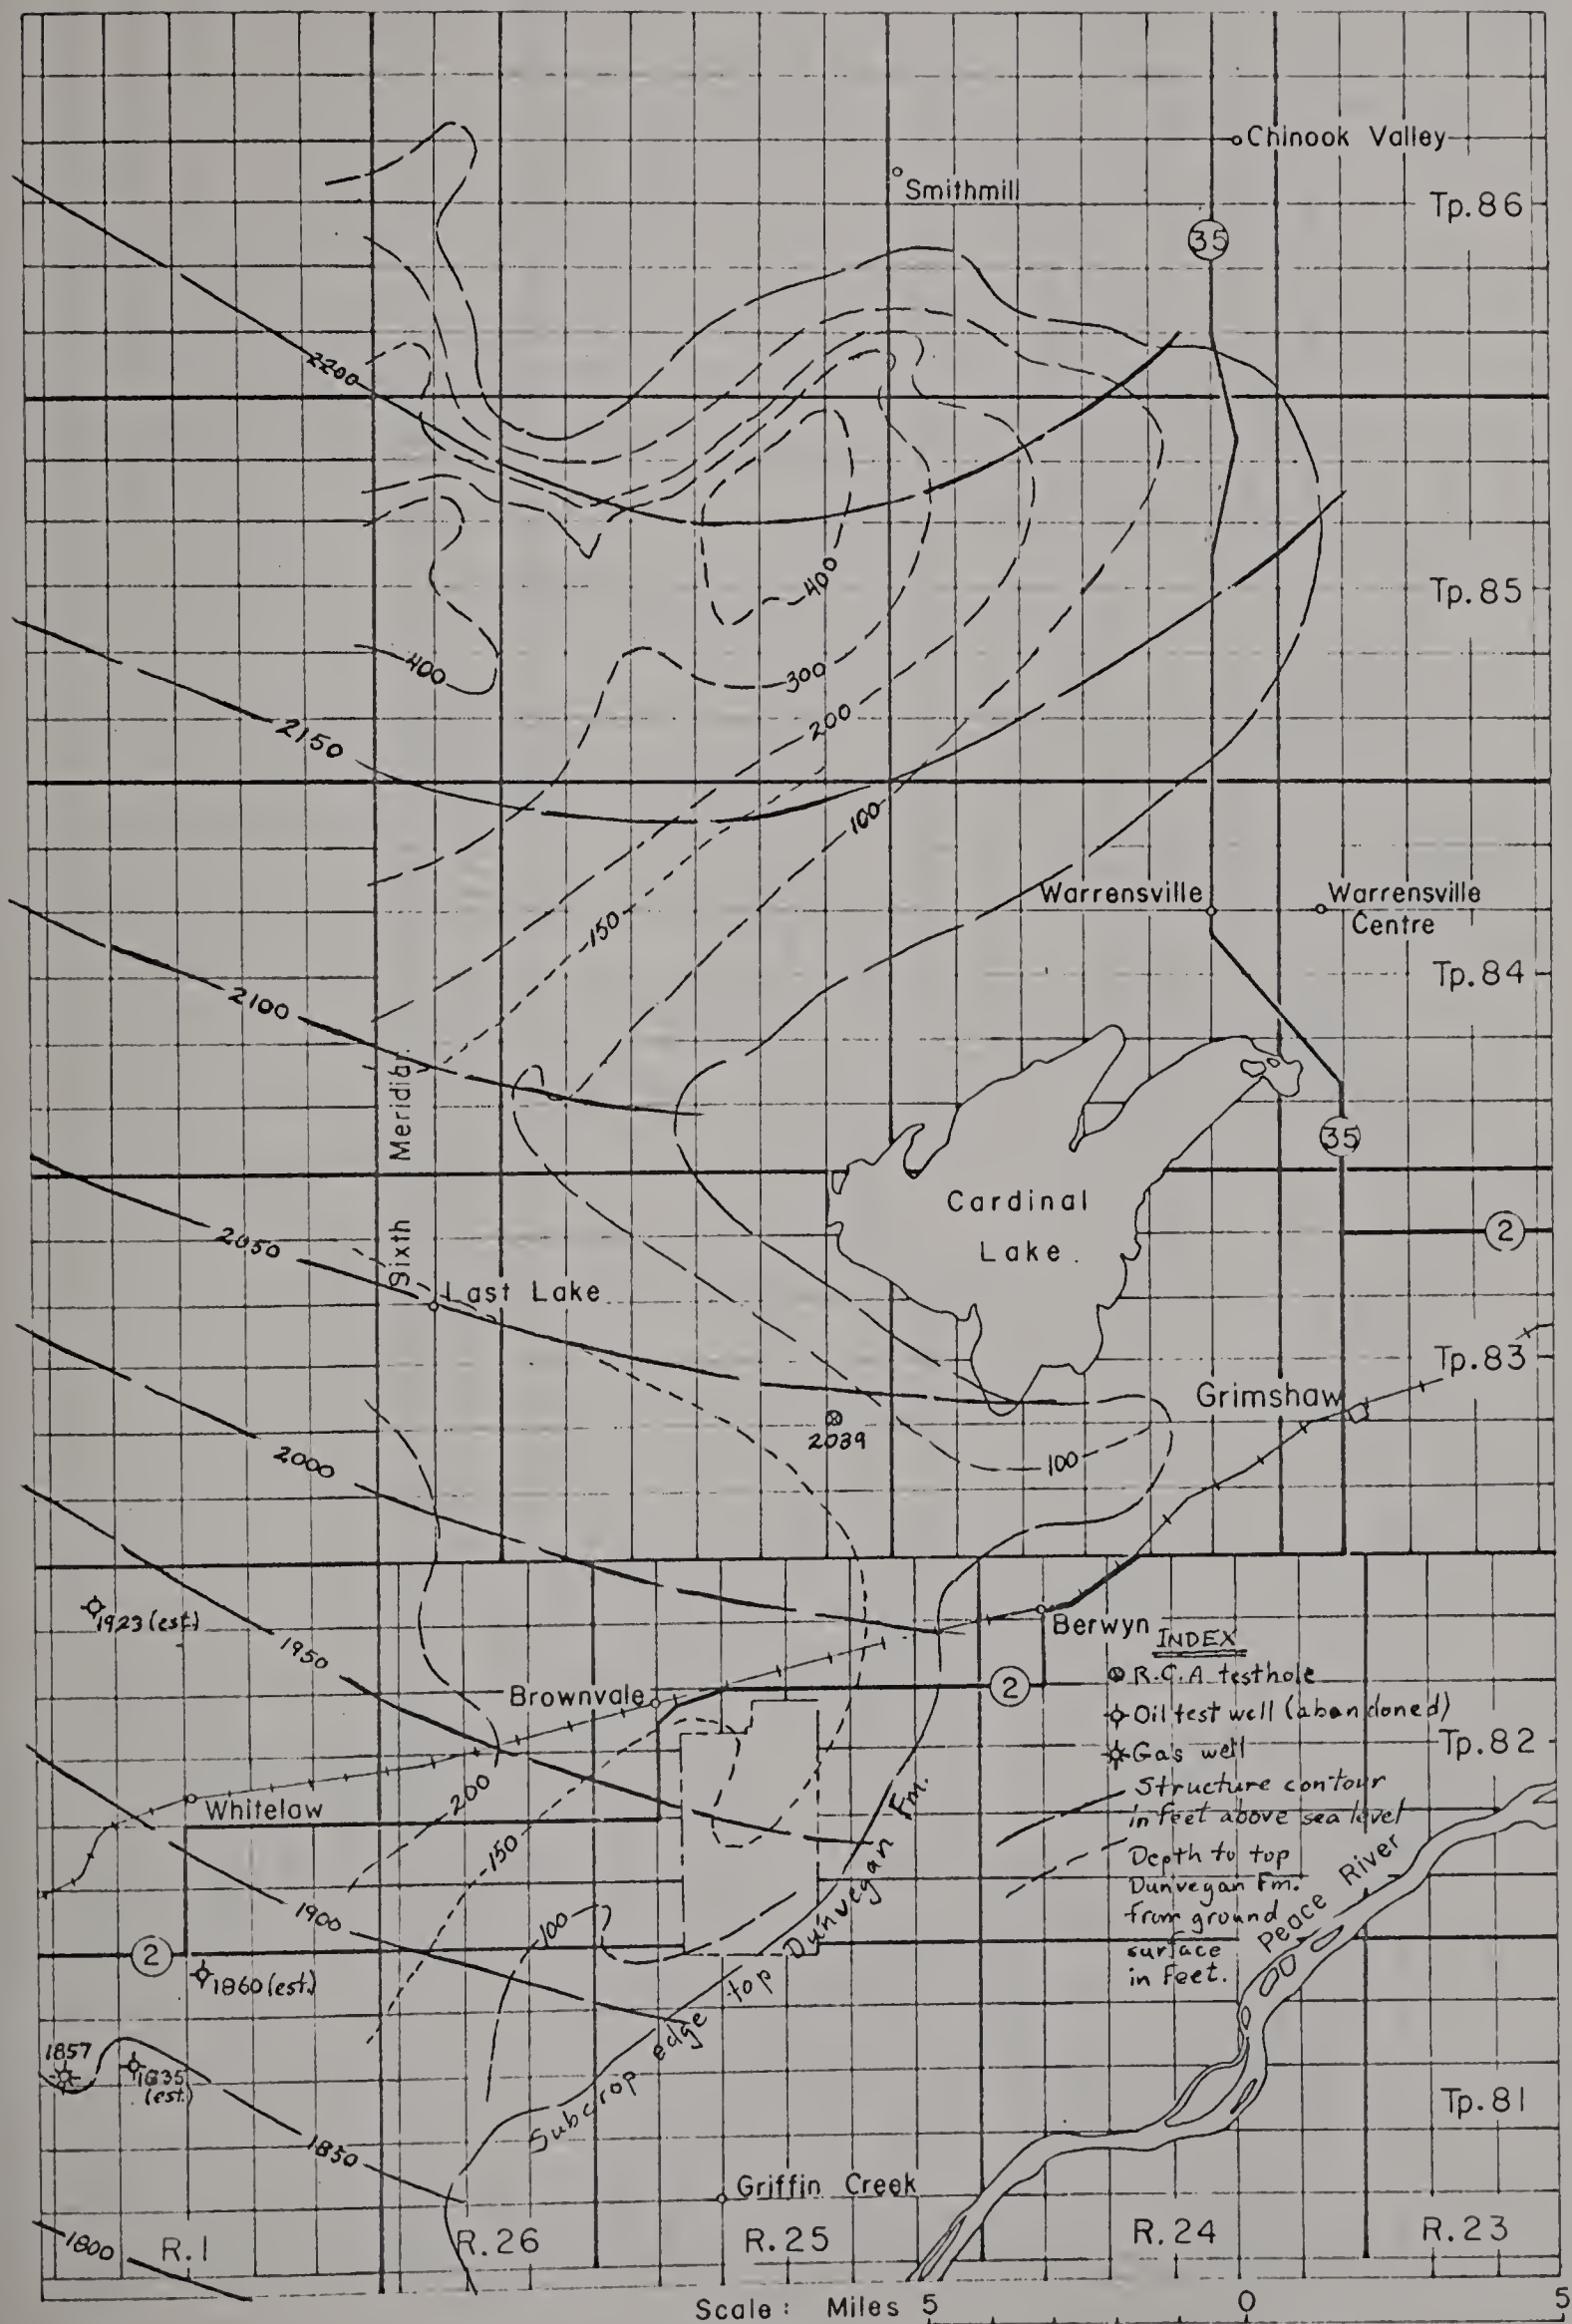 Chinook Valley
Smithmill
Tp.86
35
2200
400
Tp.85
400
300
200
2150
100
Warrensville
Warrensville
Centre
150
Tp.84
2100
Sixth Meridian
35
Cardinal
Lake
2
2050
Last Lake
Tp.83
Grimshaw
2039
100
2000
1923 (est.)
Berwyn
1950
INDEX
R.C.A. testhole
Brownvale
2
Oil test well (abandoned)
Gas well
Tp.82
Whitelaw
200
Structure contour
in feet above sea level
150
Depth to top
Dunvegan Fm.
from ground
surface
in feet.
Peace River
1900
100
2
1860 (est.)
Subcrop edge top Dunvegan Fm.
1857
1835
(est.)
Tp.81
1850
Griffin Creek
1800
R.1
R.26
R.25
R.24
R.23
Scale: Miles 5 0 5